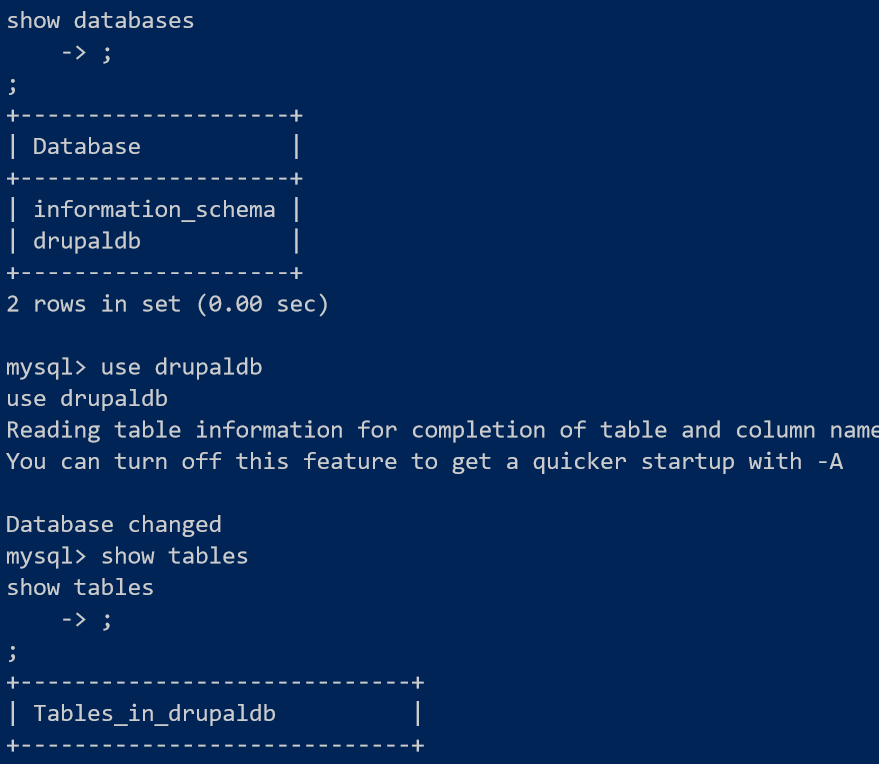 show databases
    -> ;
;
+--------------------+
| Database           |
+--------------------+
| information_schema |
| drupaldb           |
+--------------------+
2 rows in set (0.00 sec)

mysql> use drupaldb
use drupaldb
Reading table information for completion of table and column name
You can turn off this feature to get a quicker startup with -A

Database changed
mysql> show tables
show tables
    -> ;
;
+-----------------------------+
| Tables_in_drupaldb          |
+-----------------------------+